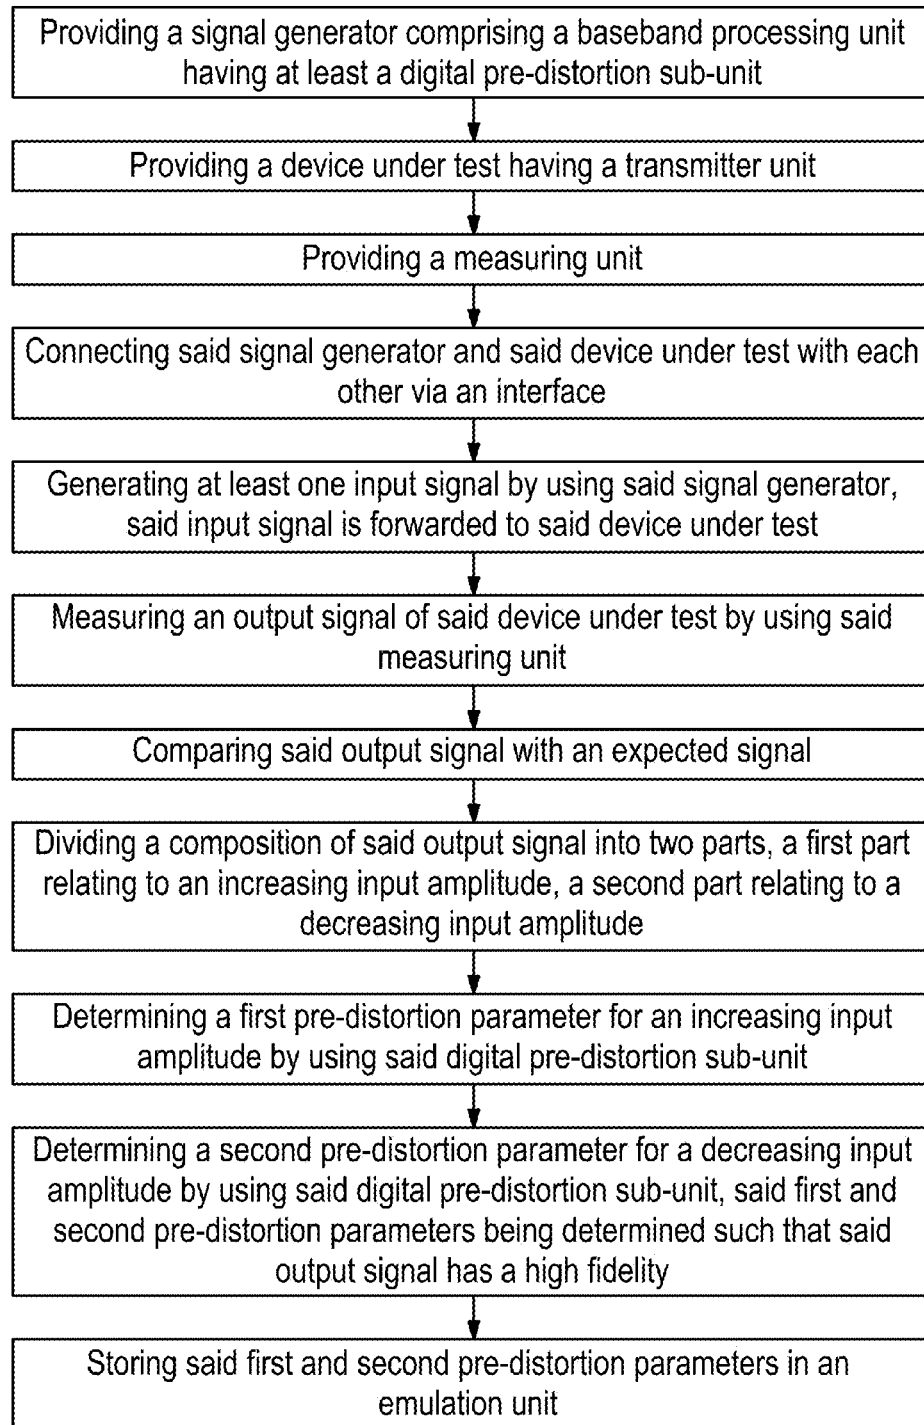 Providing a signal generator comprising a baseband processing unit
having at least a digital pre-distortion sub-unit
Providing a device under test having a transmitter unit
Providing a measuring unit
Connecting said signal generator and said device under test with each
other via an interface
Generating at least one input signal by using said signal generator,
said input signal is forwarded to said device under test
Measuring an output signal of said device under test by using said
measuring unit
Comparing said output signal with an expected signal
Dividing a composition of said output signal into two parts, a first part
relating to an increasing input amplitude, a second part relating to a
decreasing input amplitude
Determining a first pre-distortion parameter for an increasing input
amplitude by using said digital pre-distortion sub-unit
Determining a second pre-distortion parameter for a decreasing input
amplitude by using said digital pre-distortion sub-unit, said first and
second pre-distortion parameters being determined such that said
output signal has a high fidelity
Storing said first and second pre-distortion parameters in an
emulation unit